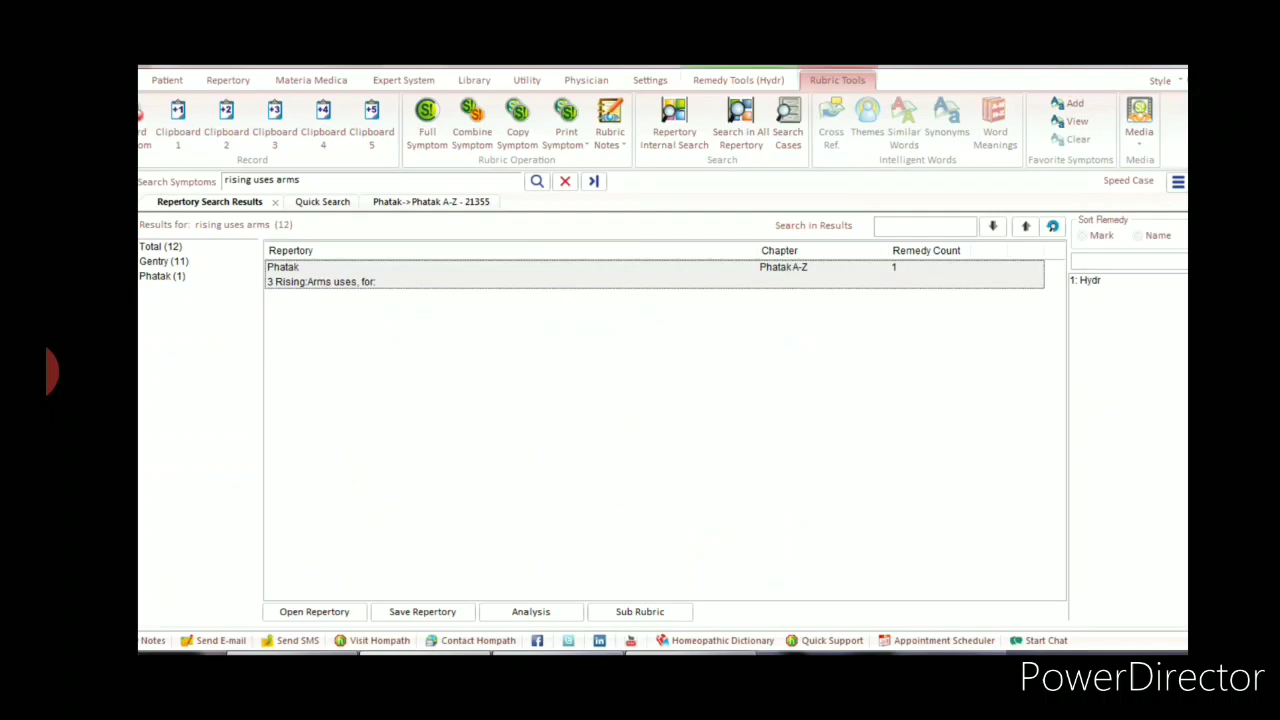 Patient Repertory Materia Medica Expert System Library Utility Physician Settings Remedy Tools (Hydr) Rubric Tools Style
Clipboard 1 Clipboard 2 Clipboard 3 Clipboard 4 Clipboard 5 Full Symptom Combine Symptom Copy Symptom Print Symptom Rubric Notes Repertory Internal Search Search in All Repertory Search Cases Cross Ref. Themes Similar Words Synonyms Word Meanings Add View Clear Media
Record Rubric Operation Search Intelligent Words Favorite Symptoms Media
Search Symptoms rising uses arms Speed Case
Repertory Search Results Quick Search Phatak->Phatak A-Z - 21355
Results for: rising uses arms (12) Search in Results Sort Remedy
Mark Name
Total (12) Repertory Chapter Remedy Count
Gentry (11) Phatak Phatak A-Z 1
Phatak (1) 3 Rising:Arms uses, for: 1: Hydr
Open Repertory Save Repertory Analysis Sub Rubric
Notes Send E-mail Send SMS Visit Hompath Contact Hompath Homeopathic Dictionary Quick Support Appointment Scheduler Start Chat
PowerDirector